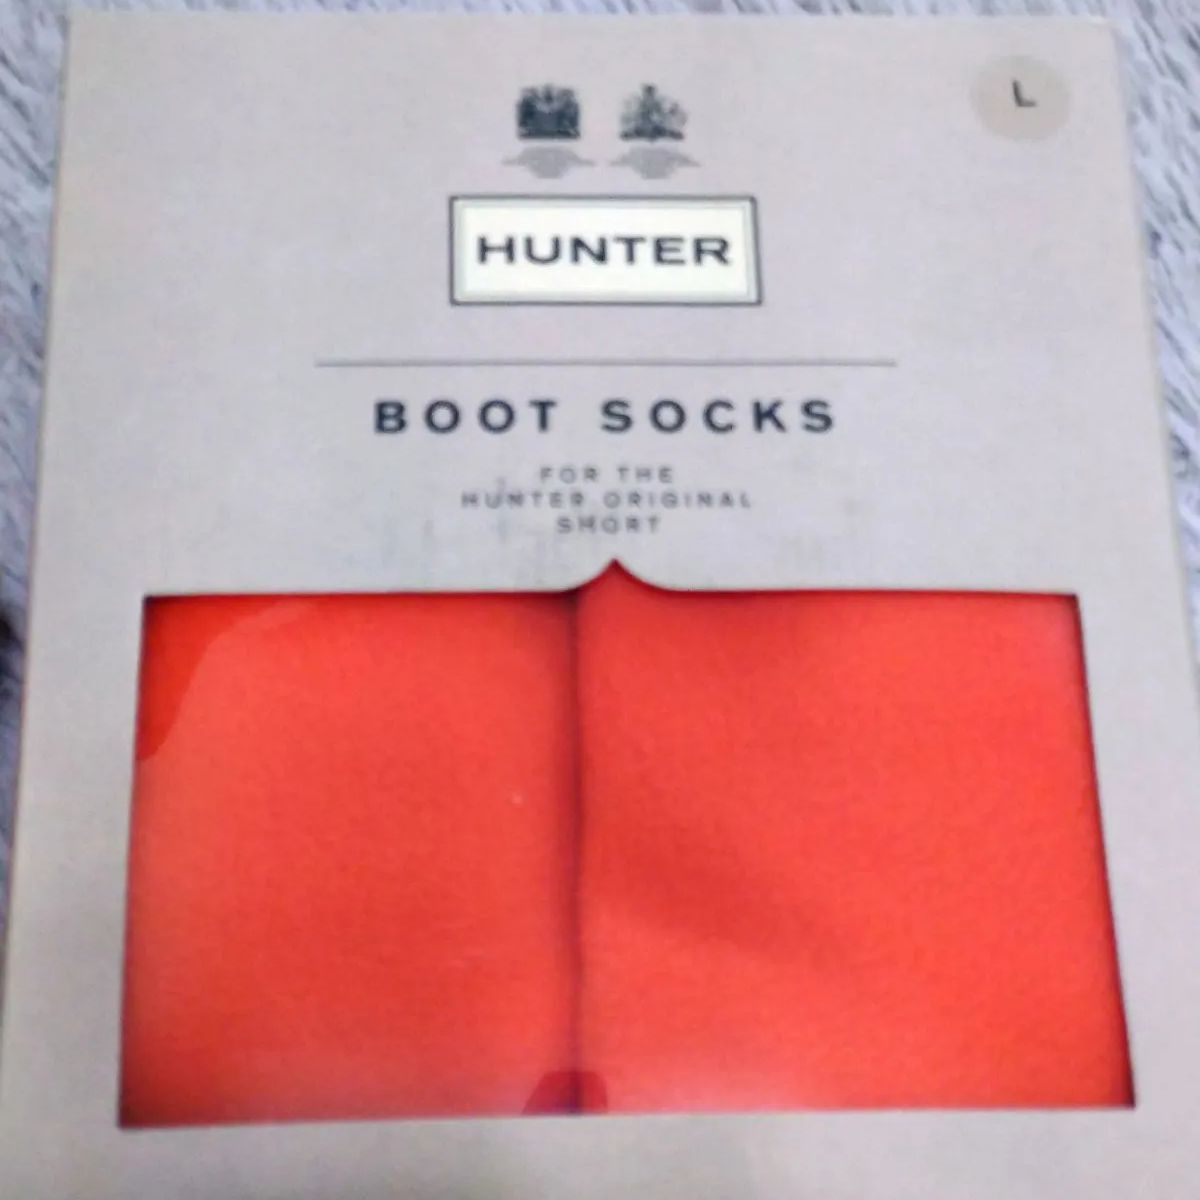 L
HUNTER
BOOT SOCKS
FOR THE
HUNTER ORIGINAL
SHORT